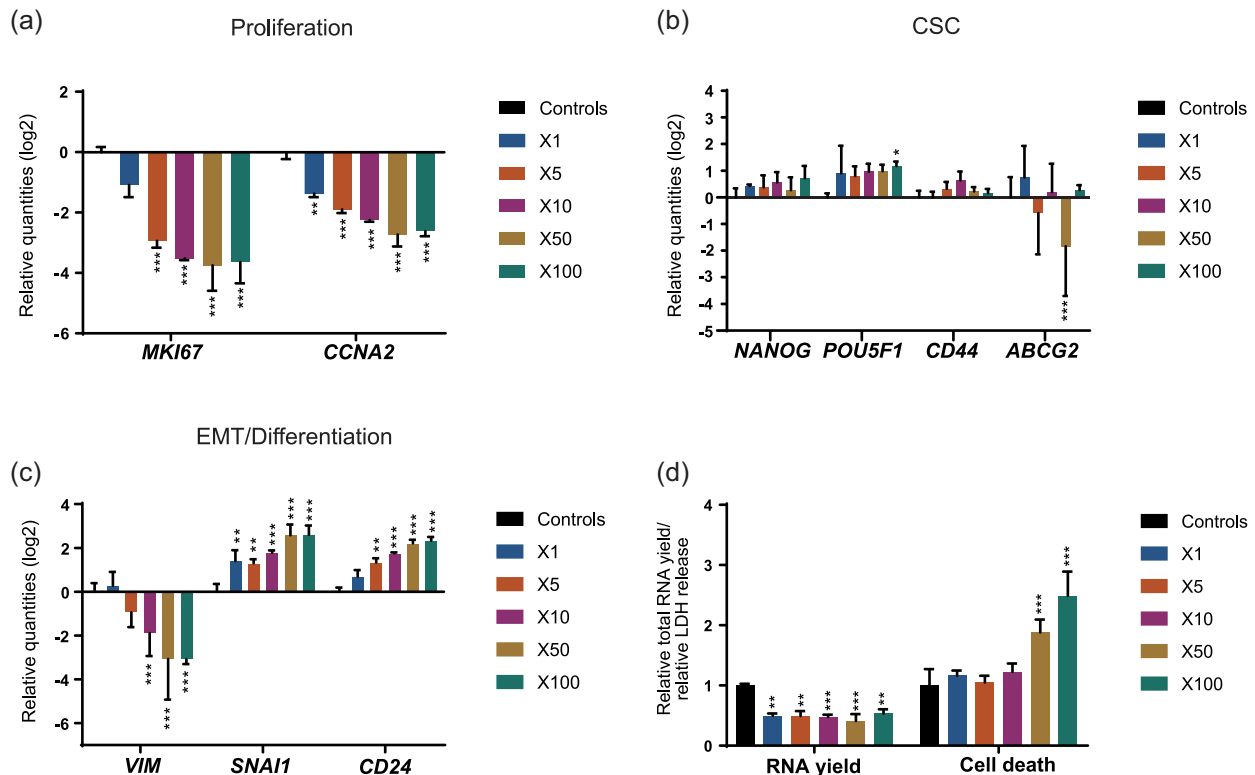 (a)
Proliferation
Relative quantities (log2)
2
0
-2
-4
-6
***
***
***
***
**
***
***
***
***
MKI67
CCNA2
Controls
X1
X5
X10
X50
X100
(b)
CSC
Relative quantities (log2)
4
3
2
1
0
-1
-2
-3
-4
-5
*
***
NANOG
POU5F1
CD44
ABCG2
Controls
X1
X5
X10
X50
X100
EMT/Differentiation
(c)
Relative quantities (log2)
4
2
0
-2
-4
-6
***
***
***
**
**
***
***
***
**
***
***
***
VIM
SNAI1
CD24
Controls
X1
X5
X10
X50
X100
(d)
Relative total RNA yield/
relative LDH release
4
3
2
1
0
**
**
***
***
**
***
***
RNA yield
Cell death
Controls
X1
X5
X10
X50
X100